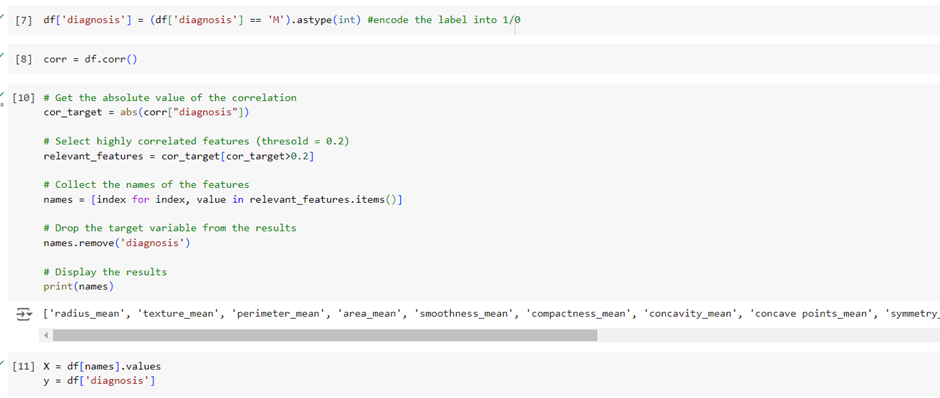 [7] df['diagnosis'] = (df['diagnosis'] == 'M').astype(int) #encode the label into 1/0
[8] corr = df.corr()
[10] # Get the absolute value of the correlation
cor_target = abs(corr["diagnosis"])
# Select highly correlated features (thresold = 0.2)
relevant_features = cor_target[cor_target>0.2]
# Collect the names of the features
names = [index for index, value in relevant_features.items()]
# Drop the target variable from the results
names.remove('diagnosis')
# Display the results
print(names)
['radius_mean', 'texture_mean', 'perimeter_mean', 'area_mean', 'smoothness_mean', 'compactness_mean', 'concavity_mean', 'concave points_mean', 'symmetry_
[11] X = df[names].values
y = df['diagnosis']